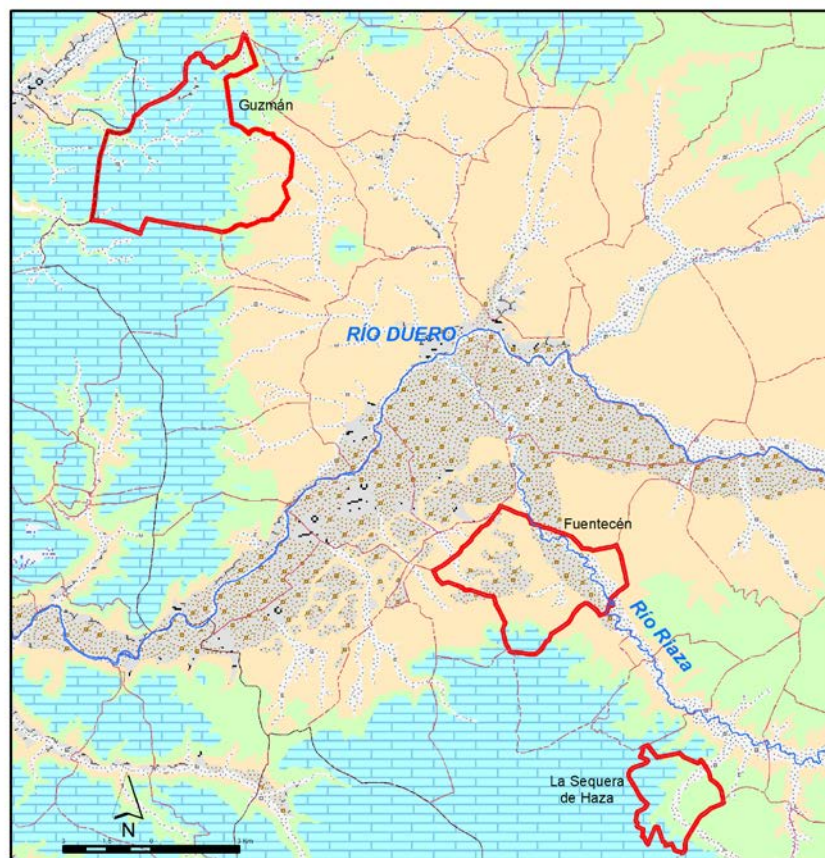 Guzmán
RÍO DUERO
Fuentecén
Río Riaza
La Sequera
de Haza
N